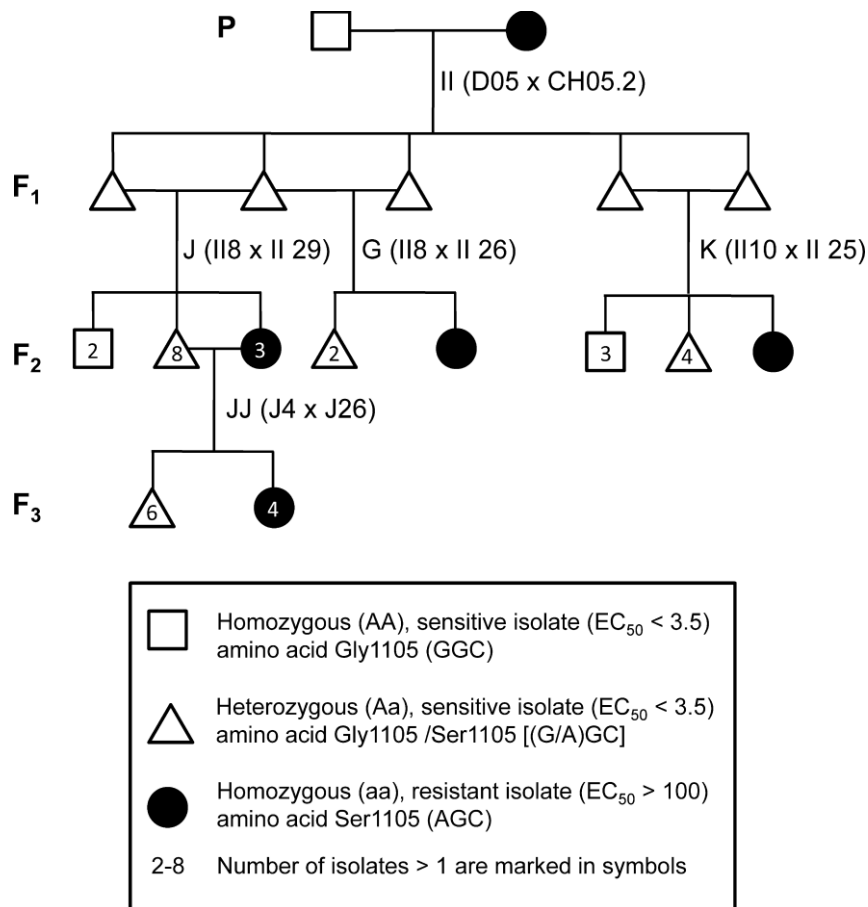 P
II (D05 x CH05.2)
F₁
J (II8 x II 29)
G (II8 x II 26)
K (II10 x II 25)
F₂
2
8
3
2
3
4
JJ (J4 x J26)
F₃
6
4
Homozygous (AA), sensitive isolate (EC₅₀ < 3.5)
amino acid Gly1105 (GGC)
Heterozygous (Aa), sensitive isolate (EC₅₀ < 3.5)
amino acid Gly1105 /Ser1105 [(G/A)GC]
Homozygous (aa), resistant isolate (EC₅₀ > 100)
amino acid Ser1105 (AGC)
2-8 Number of isolates > 1 are marked in symbols